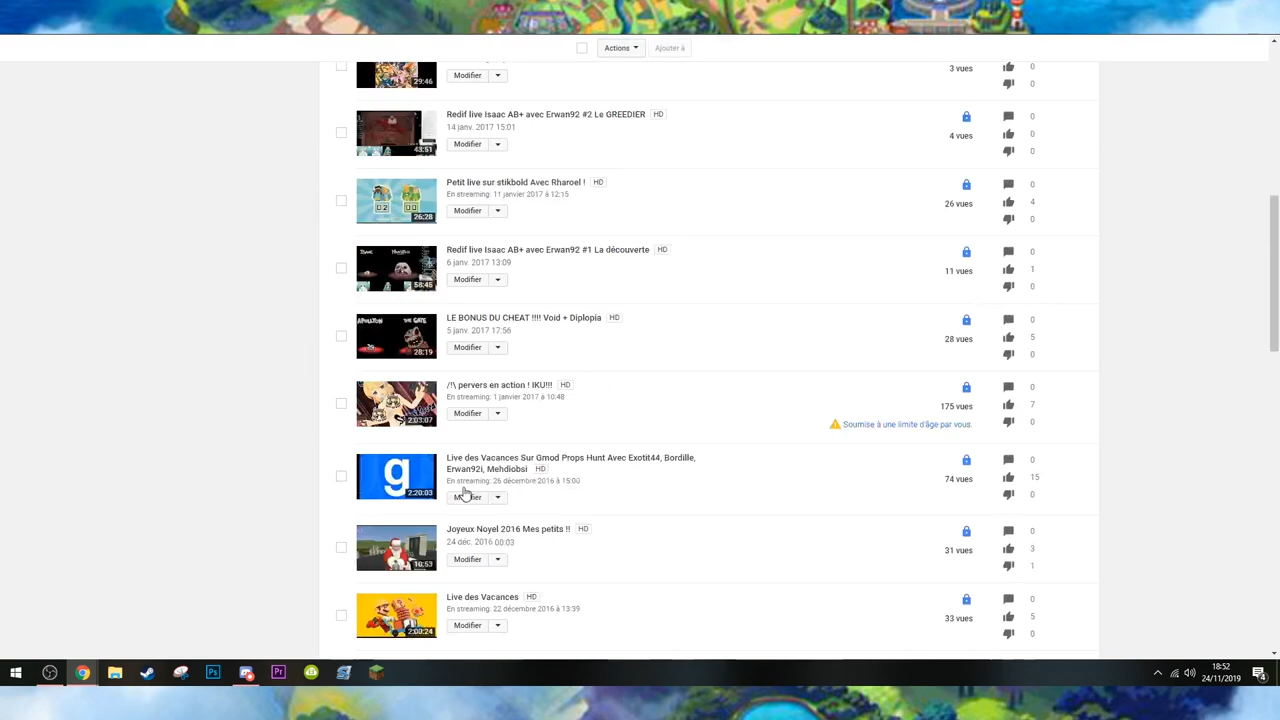 Actions
Ajouter à
29:46
Modifier
3 vues
0
0
Redif live Isaac AB+ avec Erwan92 #2 Le GREEDIER HD
14 janv. 2017 15:01
43:51
Modifier
4 vues
0
0
0
Petit live sur stikbold Avec Rharoel ! HD
En streaming: 11 janvier 2017 à 12:15
02 00
26:28
Modifier
26 vues
0
4
0
Redif live Isaac AB+ avec Erwan92 #1 La découverte HD
6 janv. 2017 13:09
58:45
Modifier
11 vues
0
1
0
LE BONUS DU CHEAT !!!! Void + Diplopia HD
5 janv. 2017 17:56
APOLLYON THE GATE
28:19
Modifier
28 vues
0
5
0
/!\ pervers en action ! IKU!!! HD
En streaming: 1 janvier 2017 à 10:48
2:03:07
Modifier
175 vues
Soumise à une limite d'âge par vous.
0
7
0
Live des Vacances Sur Gmod Props Hunt Avec Exotit44, Bordille,
Erwan92i, Mehdiobsi HD
En streaming: 26 décembre 2016 à 15:00
g
2:20:03
Modifier
74 vues
0
15
0
Joyeux Noyel 2016 Mes petits !! HD
24 déc. 2016 00:03
10:53
Modifier
31 vues
0
3
1
Live des Vacances HD
En streaming: 22 décembre 2016 à 13:39
2:00:24
Modifier
33 vues
0
5
0
Ps
Pr
18:52
24/11/2019
4